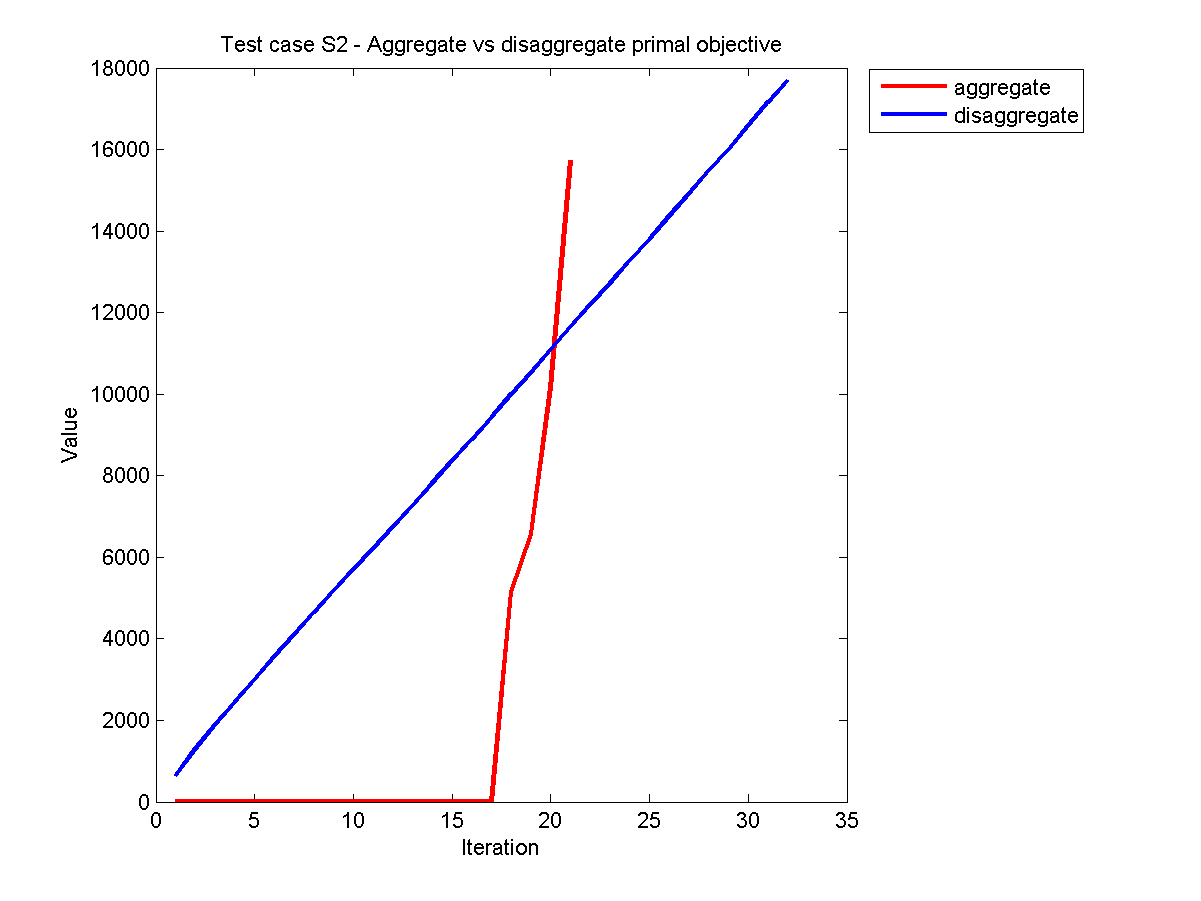 Test case S2 - Aggregate vs disaggregate primal objective
aggregate
disaggregate
18000
16000
14000
12000
10000
8000
6000
4000
2000
0
Value
0 5 10 15 20 25 30 35
Iteration